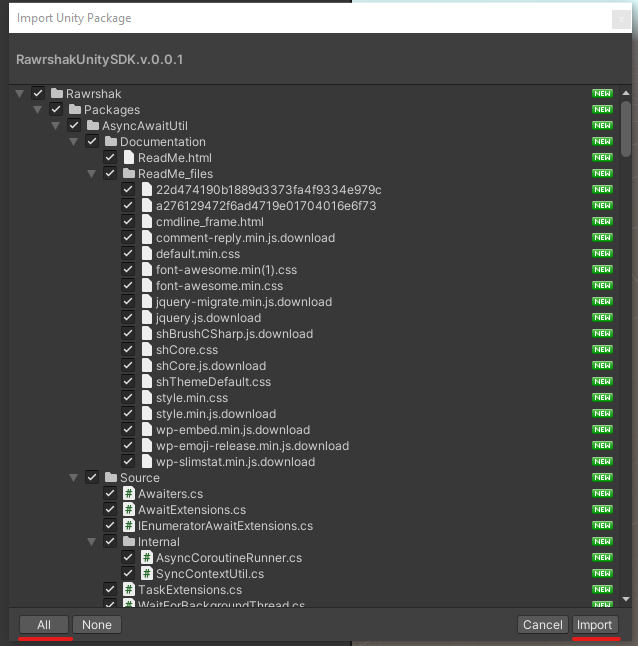 Import Unity Package
x
RawrshakUnitySDK.v.0.0.1
Rawrshak NEW
Packages NEW
AsyncAwaitUtil NEW
Documentation NEW
ReadMe.html NEW
ReadMe_files NEW
22d474190b1889d3373fa4f9334e979c NEW
a276129472f6ad4719e01704016e6f73 NEW
cmdline_frame.html NEW
comment-reply.min.js.download NEW
default.min.css NEW
font-awesome.min(1).css NEW
font-awesome.min.css NEW
jquery-migrate.min.js.download NEW
jquery.js.download NEW
shBrushCSharp.js.download NEW
shCore.css NEW
shCore.js.download NEW
shThemeDefault.css NEW
style.min.css NEW
style.min.js.download NEW
wp-embed.min.js.download NEW
wp-emoji-release.min.js.download NEW
wp-slimstat.min.js.download NEW
Source NEW
Awaiters.cs NEW
AwaitExtensions.cs NEW
IEnumeratorAwaitExtensions.cs NEW
Internal NEW
AsyncCoroutineRunner.cs NEW
SyncContextUtil.cs NEW
TaskExtensions.cs NEW
WaitForBackgroundThread.cs NEW
All None Cancel Import